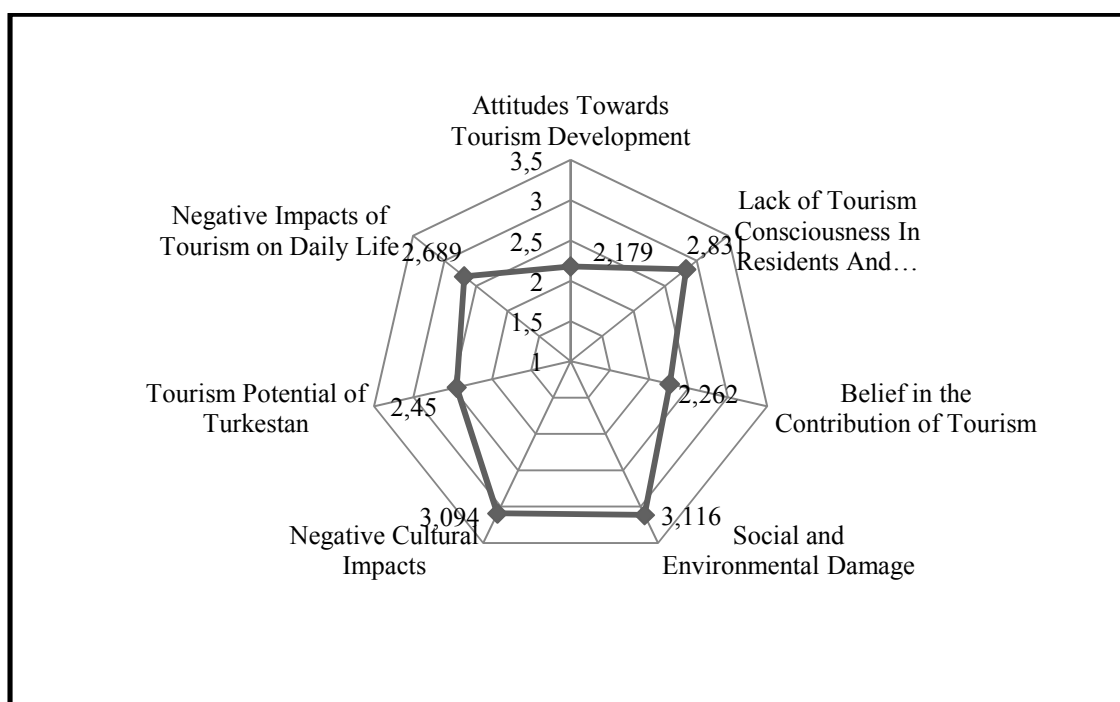 Attitudes Towards
Tourism Development
3,5
3
2,5
2
1,5
1
2,179
Lack of Tourism
Consciousness In
Residents And…
2,831
Belief in the
Contribution of Tourism
2,262
Social and
Environmental Damage
3,116
Negative Cultural
Impacts
3,094
Tourism Potential of
Turkestan
2,45
Negative Impacts of
Tourism on Daily Life
2,689